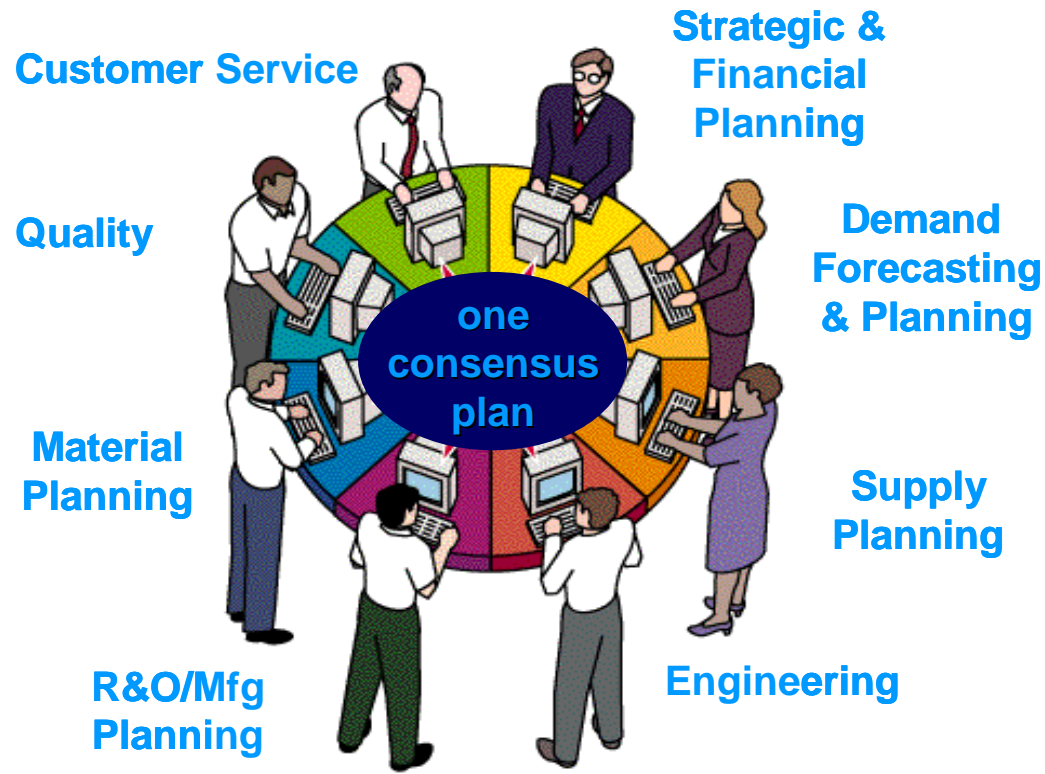 Customer Service
Strategic &
Financial
Planning
Quality
Demand
Forecasting
& Planning
one
consensus
plan
Material
Planning
Supply
Planning
R&O/Mfg
Planning
Engineering